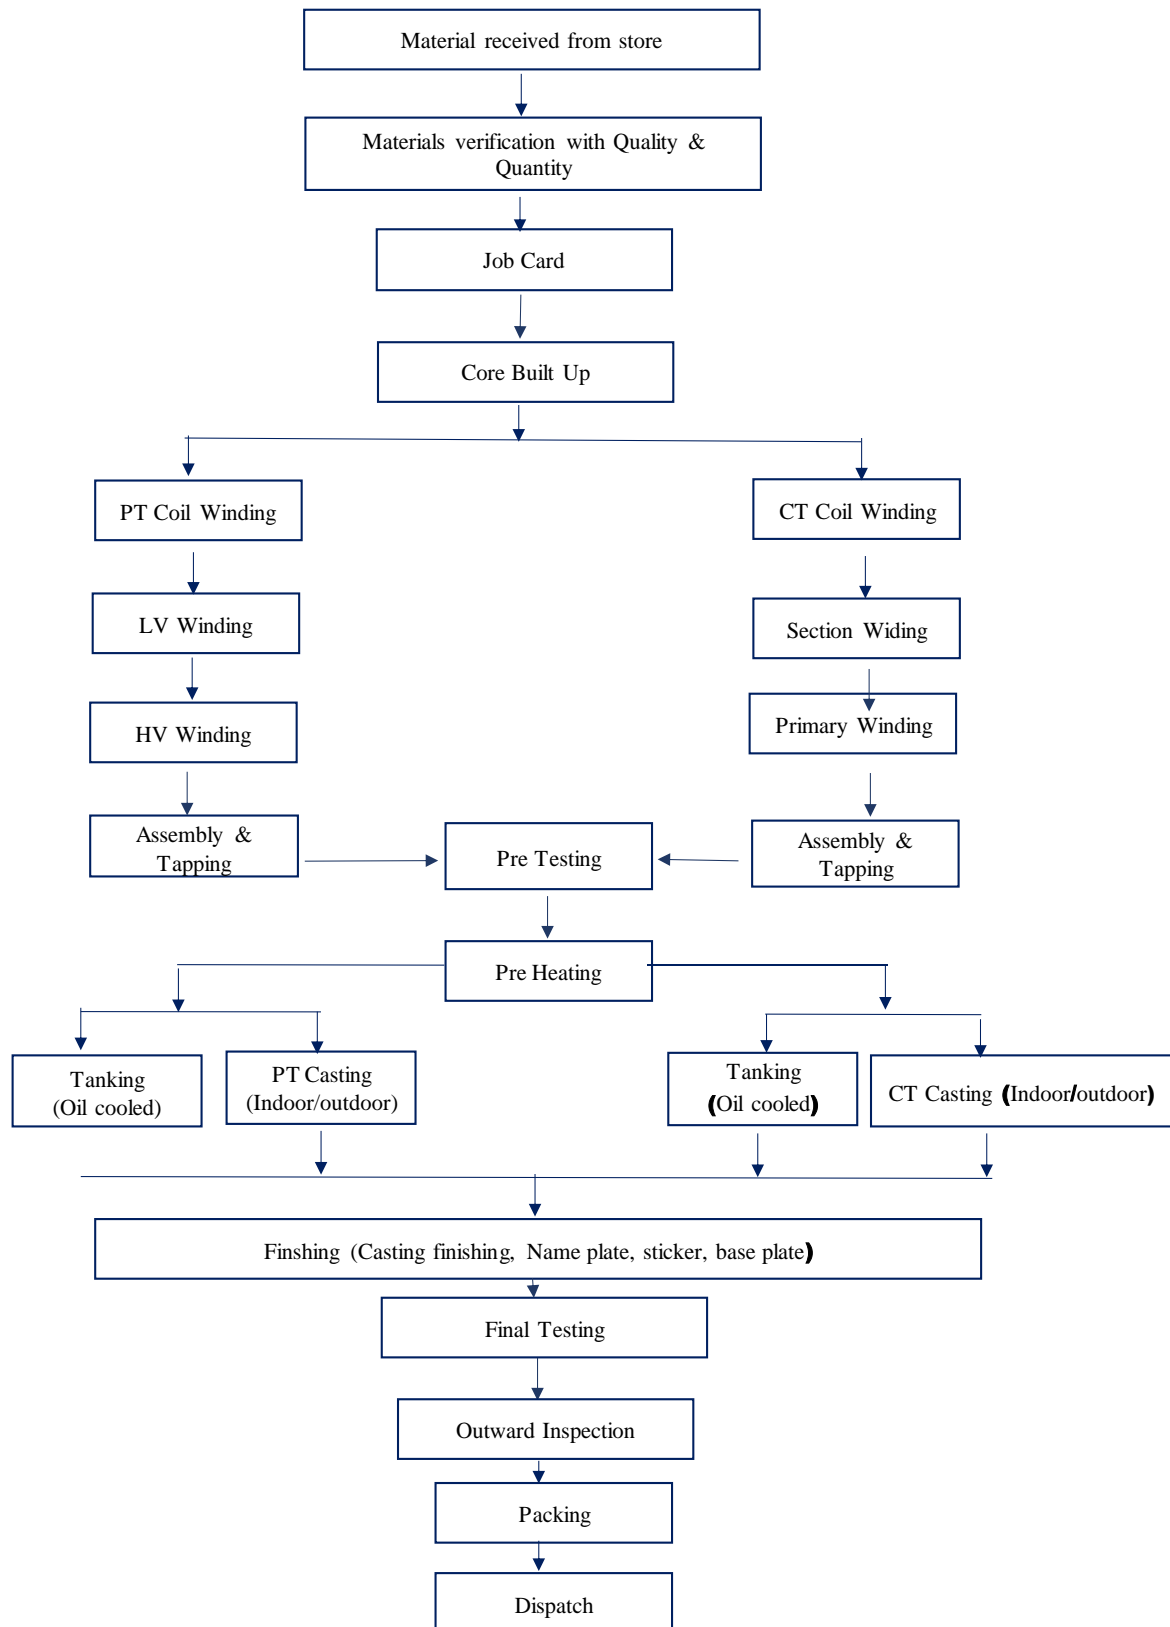 Material received from store
Materials verification with Quality &
Quantity
Job Card
Core Built Up
PT Coil Winding
CT Coil Winding
LV Winding
Section Widing
HV Winding
Primary Winding
Assembly &
Tapping
Pre Testing
Assembly &
Tapping
Pre Heating
Tanking
(Oil cooled)
PT Casting
(Indoor/outdoor)
Tanking
(Oil cooled)
CT Casting (Indoor/outdoor)
Finshing (Casting finishing, Name plate, sticker, base plate)
Final Testing
Outward Inspection
Packing
Dispatch